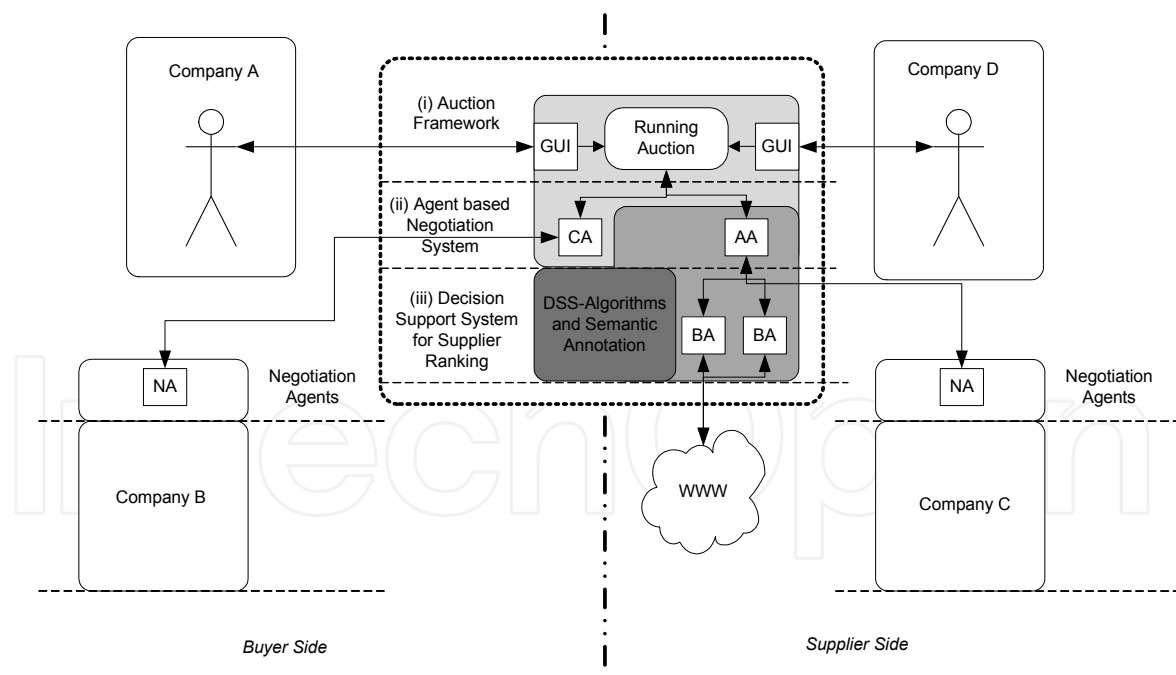 Company A
Company D
(i) Auction
Framework
Running
Auction
GUI
GUI
(ii) Agent based
Negotiation
System
CA
AA
(iii) Decision
Support System
for Supplier
Ranking
DSS-Algorithms
and Semantic
Annotation
BA
BA
NA
Negotiation
Agents
NA
Negotiation
Agents
Company B
WWW
Company C
Buyer Side
Supplier Side
IntechOpen